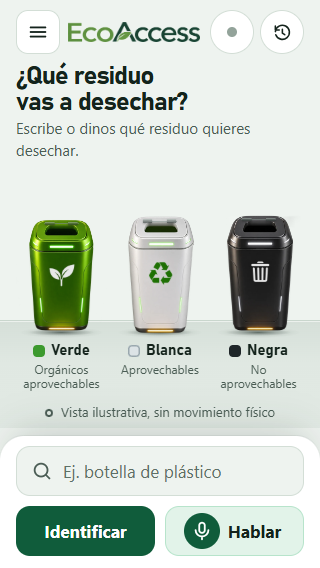 EcoAccess
¿Qué residuo
vas a desechar?
Escribe o dinos qué residuo quieres
desechar.
Verde
Orgánicos
aprovechables
Blanca
Aprovechables
Negra
No
aprovechables
Vista ilustrativa, sin movimiento físico
Ej. botella de plástico
Identificar
Hablar